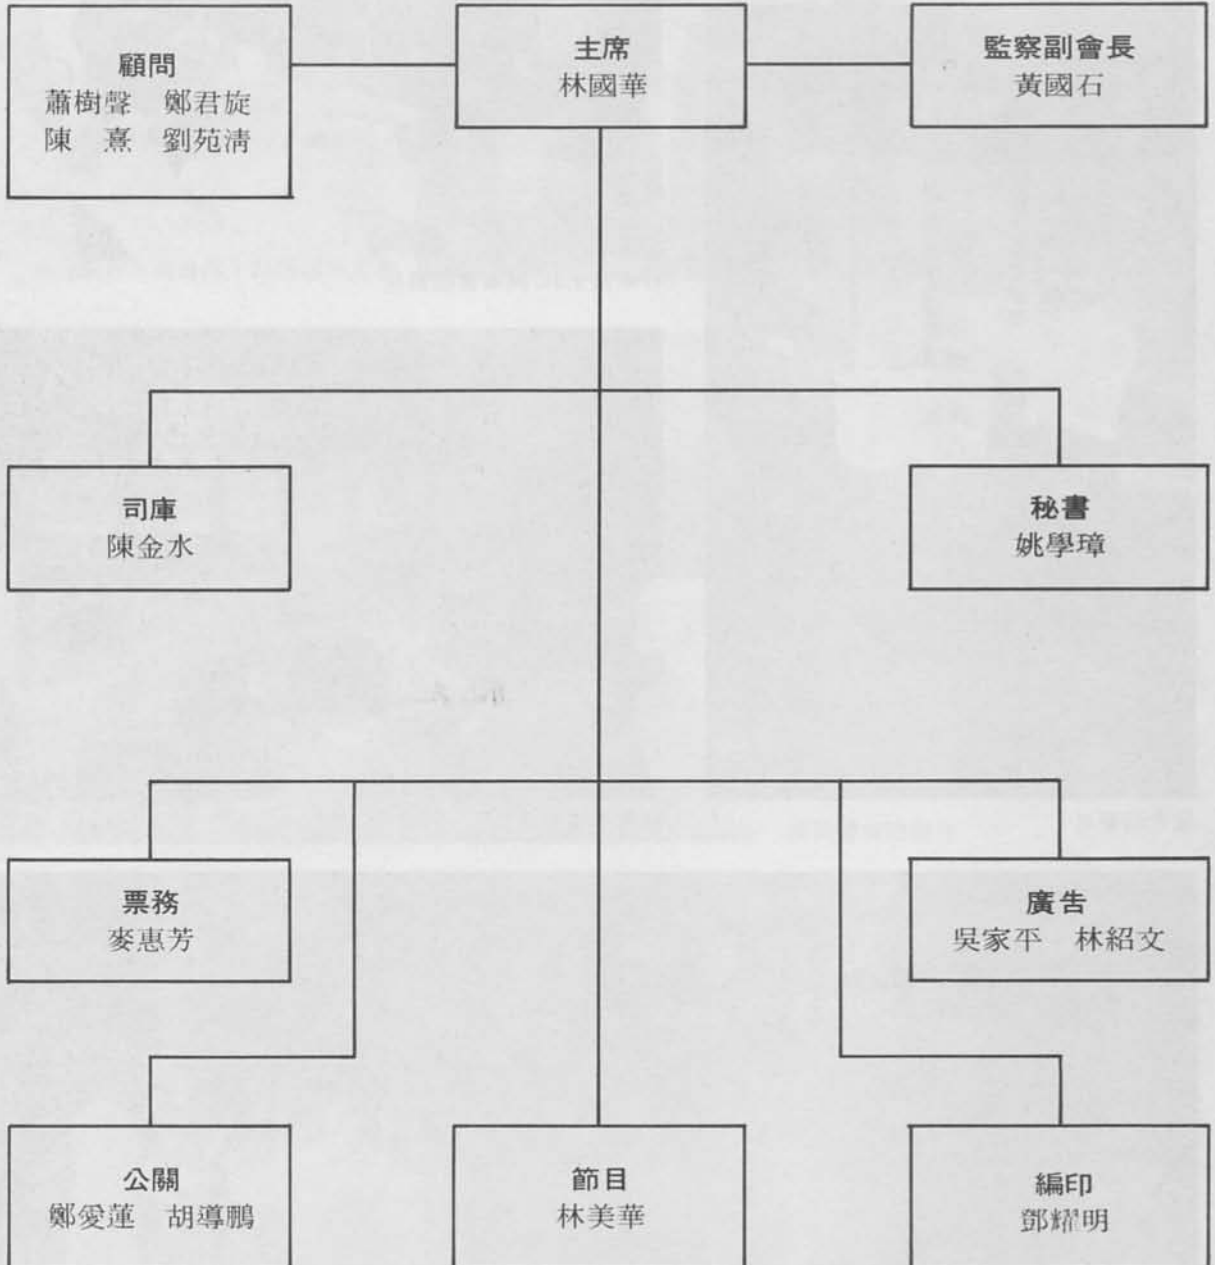 顧問
蕭樹聲　鄭君旋
陳　熹　劉苑淸
主席
林國華
監察副會長
黃國石
司庫
陳金水
秘書
姚學璋
票務
麥惠芳
廣告
吳家平　林紹文
公關
鄭愛蓮　胡導鵬
節目
林美華
編印
鄧耀明